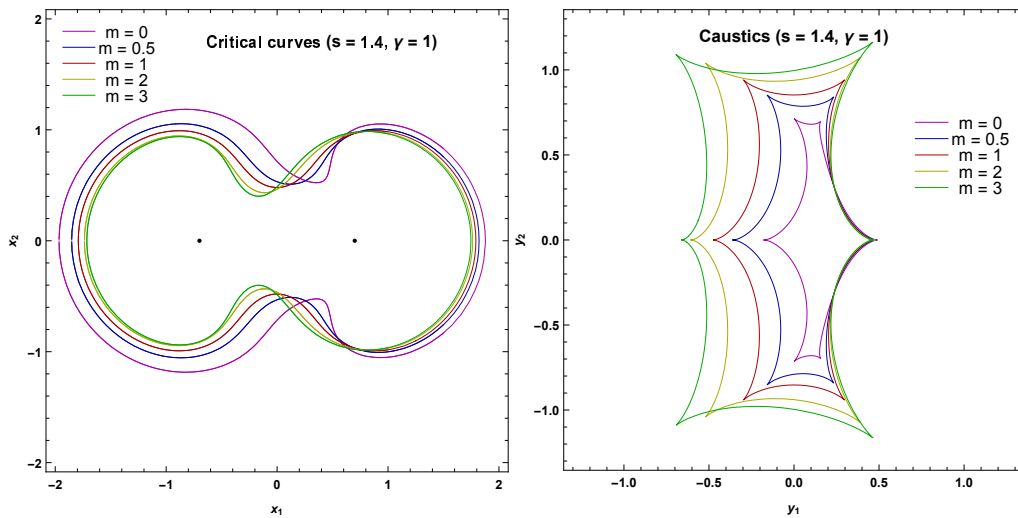 Critical curves (s = 1.4, γ = 1)
m = 0
m = 0.5
m = 1
m = 2
m = 3
2
1
0
−1
−2
x₂
−2
−1
0
1
2
x₁
Caustics (s = 1.4, γ = 1)
m = 0
m = 0.5
m = 1
m = 2
m = 3
1.0
0.5
0.0
−0.5
−1.0
y₂
−1.0
−0.5
0.0
0.5
1.0
y₁